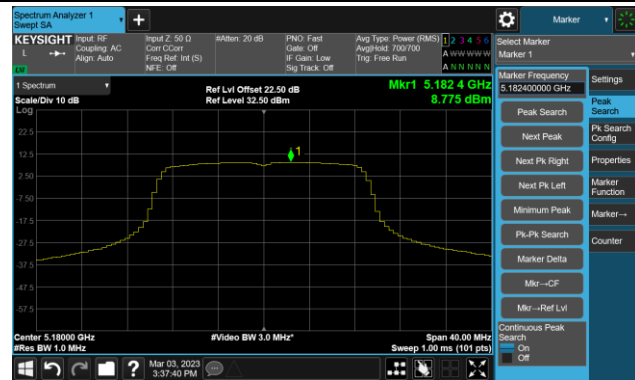 Spectrum Analyzer 1
Swept SA
+
Marker
KEYSIGHT
L
LW
Input: RF
Coupling: AC
Align: Auto
Input Z: 50 Ω
Corr CCorr
Freq Ref: Int (S)
NFE: Off
#Atten: 20 dB
PNO: Fast
Gate: Off
IF Gain: Low
Sig Track: Off
Avg Type: Power (RMS)
Avg|Hold: 700/700
Trig: Free Run
1 2 3 4 5 6
A W W W W W
A N N N N N
Select Marker
Marker 1
1 Spectrum
Scale/Div 10 dB
Log
Ref Lvl Offset 22.50 dB
Ref Level 32.50 dBm
Mkr1 5.182 4 GHz
8.775 dBm
1
22.5
12.5
2.50
-7.50
-17.5
-27.5
-37.5
-47.5
-57.5
Center 5.18000 GHz
#Res BW 1.0 MHz
#Video BW 3.0 MHz*
Span 40.00 MHz
Sweep 1.00 ms (101 pts)
Marker Frequency
5.182400000 GHz
Peak Search
Next Peak
Next Pk Right
Next Pk Left
Minimum Peak
Pk-Pk Search
Marker Delta
Mkr→CF
Mkr→Ref Lvl
Continuous Peak
Search
On
Off
Settings
Peak
Search
Pk Search
Config
Properties
Marker
Function
Marker→
Counter
?
Mar 03, 2023
3:37:40 PM